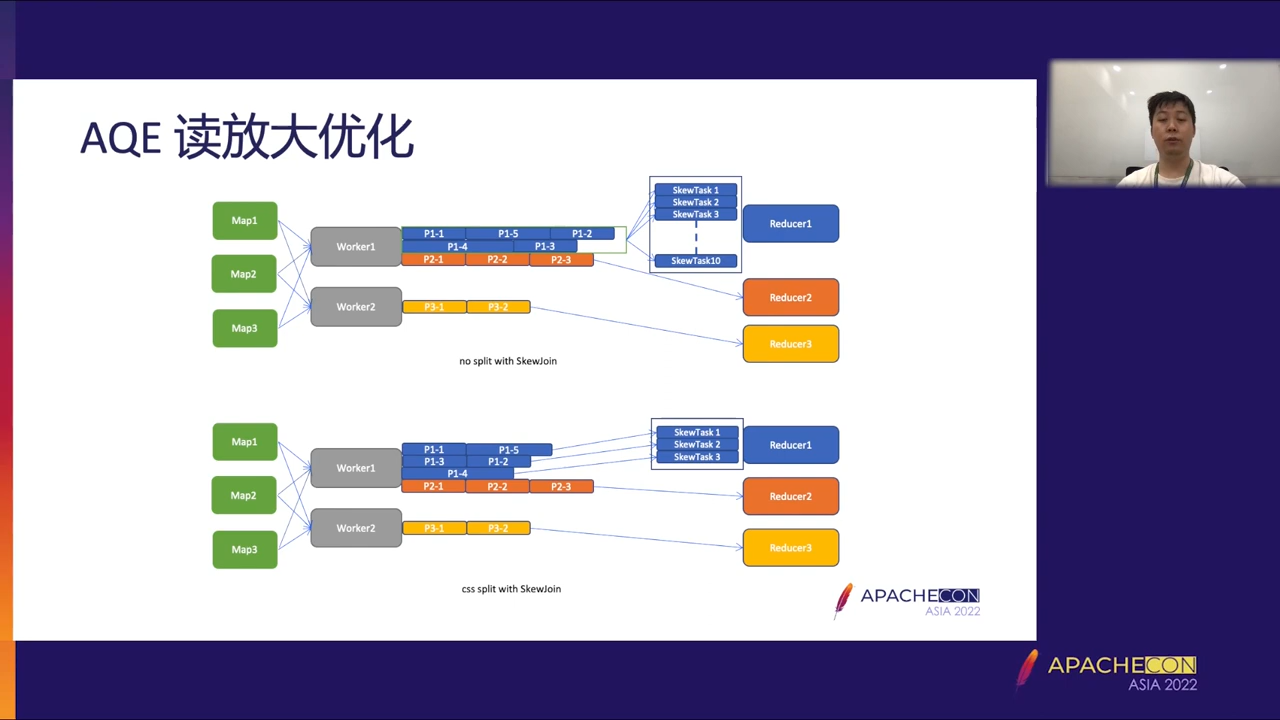 AQE 读放大优化
Map1
Map2
Map3
Worker1
Worker2
P1-1 P1-5 P1-2
P1-4 P1-3
P2-1 P2-2 P2-3
P3-1 P3-2
SkewTask 1
SkewTask 2
SkewTask 3
SkewTask10
Reducer1
Reducer2
Reducer3
no split with SkewJoin
Map1
Map2
Map3
Worker1
Worker2
P1-1 P1-5
P1-3 P1-2
P1-4
P2-1 P2-2 P2-3
P3-1 P3-2
SkewTask 1
SkewTask 2
SkewTask 3
Reducer1
Reducer2
Reducer3
css split with SkewJoin
APACHECON
ASIA 2022
APACHECON
ASIA 2022